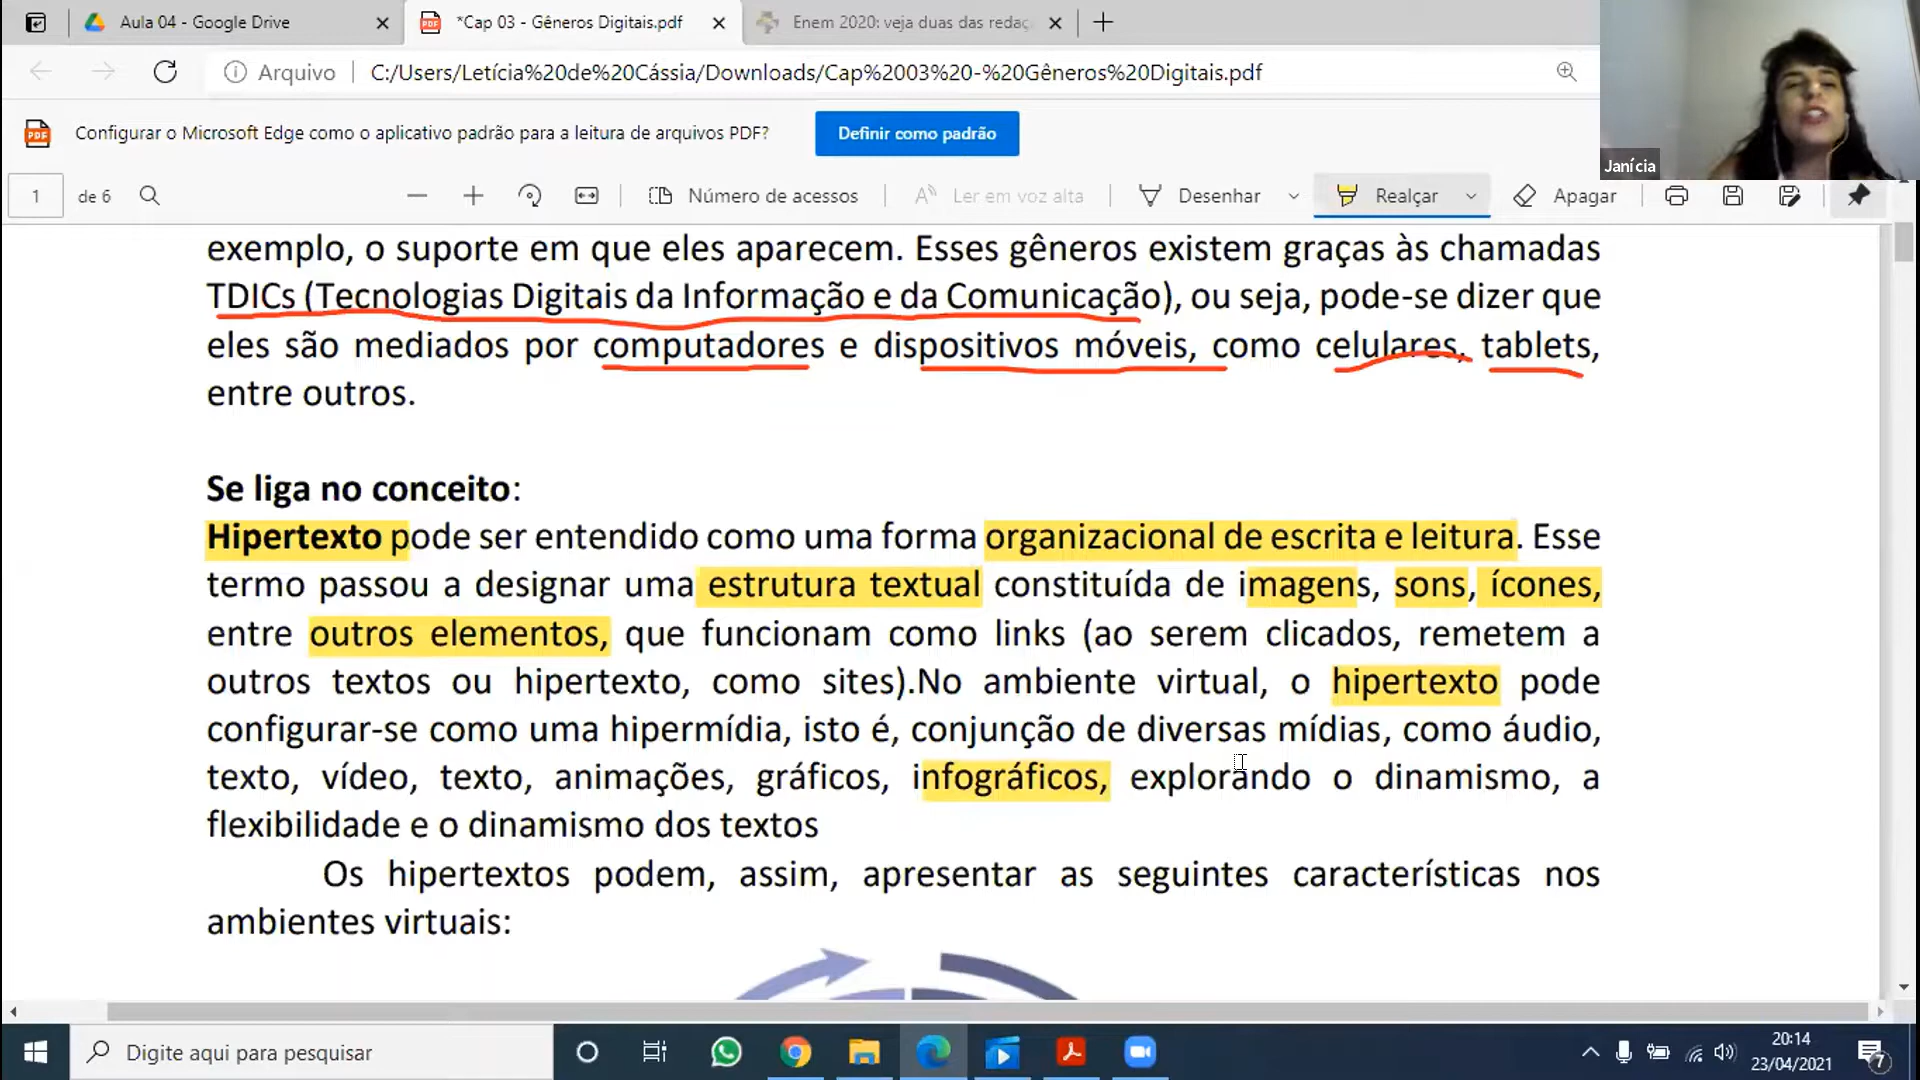 Aula 04 - Google Drive
*Cap 03 - Gêneros Digitais.pdf
Enem 2020: veja duas das redaç
Arquivo
C:/Users/Letícia%20de%20Cássia/Downloads/Cap%2003%20-%20Gêneros%20Digitais.pdf
Configurar o Microsoft Edge como o aplicativo padrão para a leitura de arquivos PDF?
Definir como padrão
Janícia
1 de 6
Número de acessos
Ler em voz alta
Desenhar
Realçar
Apagar
exemplo, o suporte em que eles aparecem. Esses gêneros existem graças às chamadas
TDICs (Tecnologias Digitais da Informação e da Comunicação), ou seja, pode-se dizer que
eles são mediados por computadores e dispositivos móveis, como celulares, tablets,
entre outros.
Se liga no conceito:
Hipertexto pode ser entendido como uma forma organizacional de escrita e leitura. Esse
termo passou a designar uma estrutura textual constituída de imagens, sons, ícones,
entre outros elementos, que funcionam como links (ao serem clicados, remetem a
outros textos ou hipertexto, como sites).No ambiente virtual, o hipertexto pode
configurar-se como uma hipermídia, isto é, conjunção de diversas mídias, como áudio,
texto, vídeo, texto, animações, gráficos, infográficos, explorando o dinamismo, a
flexibilidade e o dinamismo dos textos
Os hipertextos podem, assim, apresentar as seguintes características nos
ambientes virtuais:
Digite aqui para pesquisar
20:14
23/04/2021
7